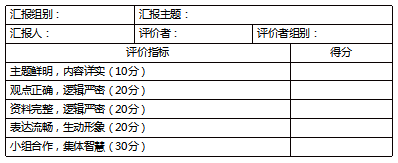 汇报组别： 汇报主题：
汇报人： 评价者： 评价者组别：
评价指标 得分
主题鲜明，内容详实（10分）
观点正确，逻辑严密（20分）
资料完整，逻辑严密（20分）
表达流畅，生动形象（20分）
小组合作，集体智慧（30分）